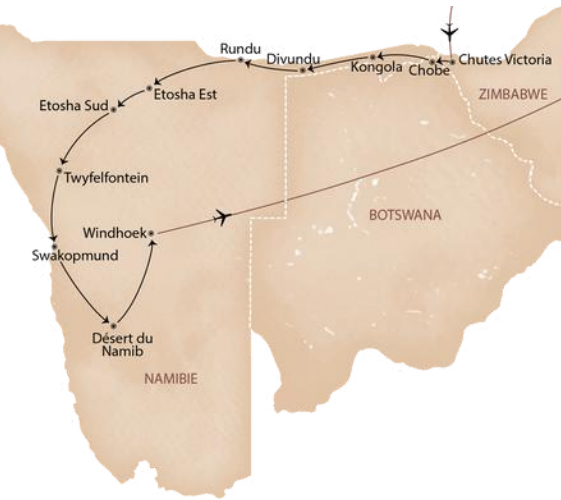 Rundu
Divundu
Kongola
Chobe
Chutes Victoria
ZIMBABWE
Etosha Est
Etosha Sud
Twyfelfontein
BOTSWANA
Windhoek
Swakopmund
Désert du
Namib
NAMIBIE